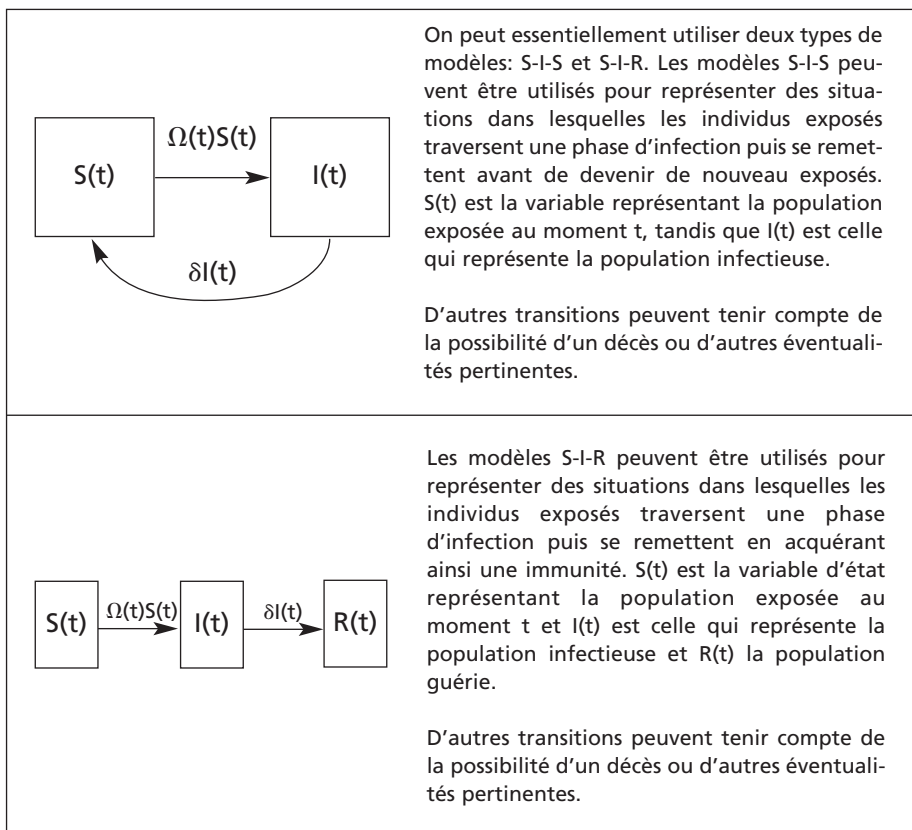 On peut essentiellement utiliser deux types de
modèles: S-I-S et S-I-R. Les modèles S-I-S peu-
vent être utilisés pour représenter des situa-
tions dans lesquelles les individus exposés
traversent une phase d'infection puis se remet-
tent avant de devenir de nouveau exposés.
S(t) est la variable représentant la population
exposée au moment t, tandis que I(t) est celle
qui représente la population infectieuse.
D'autres transitions peuvent tenir compte de
la possibilité d'un décès ou d'autres éventuali-
tés pertinentes.
S(t)
Ω(t)S(t)
I(t)
δI(t)
Les modèles S-I-R peuvent être utilisés pour
représenter des situations dans lesquelles les
individus exposés traversent une phase
d'infection puis se remettent en acquérant
ainsi une immunité. S(t) est la variable d'état
représentant la population exposée au
moment t et I(t) est celle qui représente la
population infectieuse et R(t) la population
guérie.
D'autres transitions peuvent tenir compte de
la possibilité d'un décès ou d'autres éventuali-
tés pertinentes.
S(t)
Ω(t)S(t)
I(t)
δI(t)
R(t)